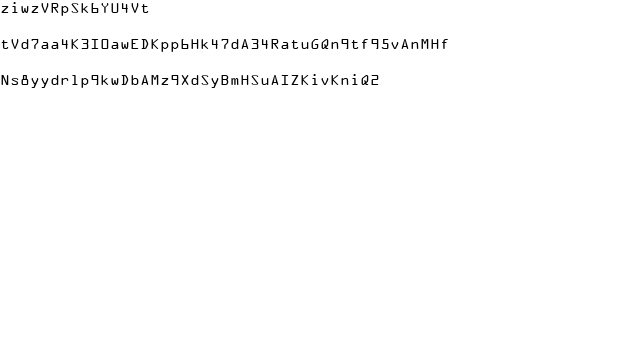 ziwzVRpSk6YU4Vt
tVd7aa4K3IOawEDKpp6Hk47dA34RatuGQn9tf95vAnMHf
Ns8yydrlp9kwDbAMz9XdSyBmHSuAIZKivKniQ2